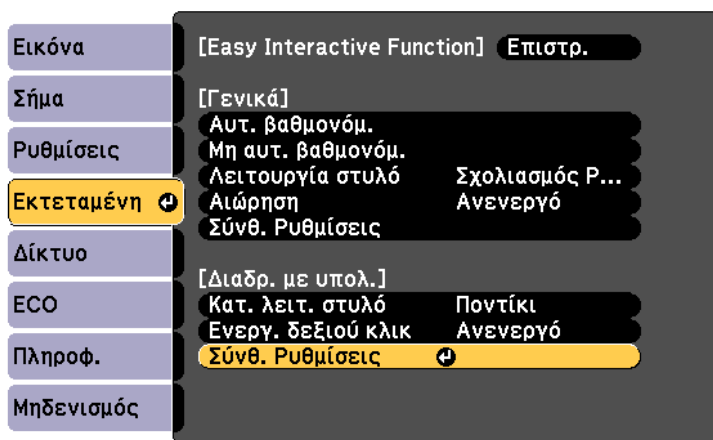 Εικόνα
Σήμα
Ρυθμίσεις
Εκτεταμένη
Δίκτυο
ECO
Πληροφ.
Μηδενισμός
[Easy Interactive Function] Επιστρ.
[Γενικά]
Αυτ. βαθμονόμ.
Μη αυτ. βαθμονόμ.
Λειτουργία στυλό Σχολιασμός Ρ...
Αιώρηση Ανενεργό
Σύνθ. Ρυθμίσεις
[Διαδρ. με υπολ.]
Κατ. λειτ. στυλό Ποντίκι
Ενεργ. δεξιού κλικ Ανενεργό
Σύνθ. Ρυθμίσεις